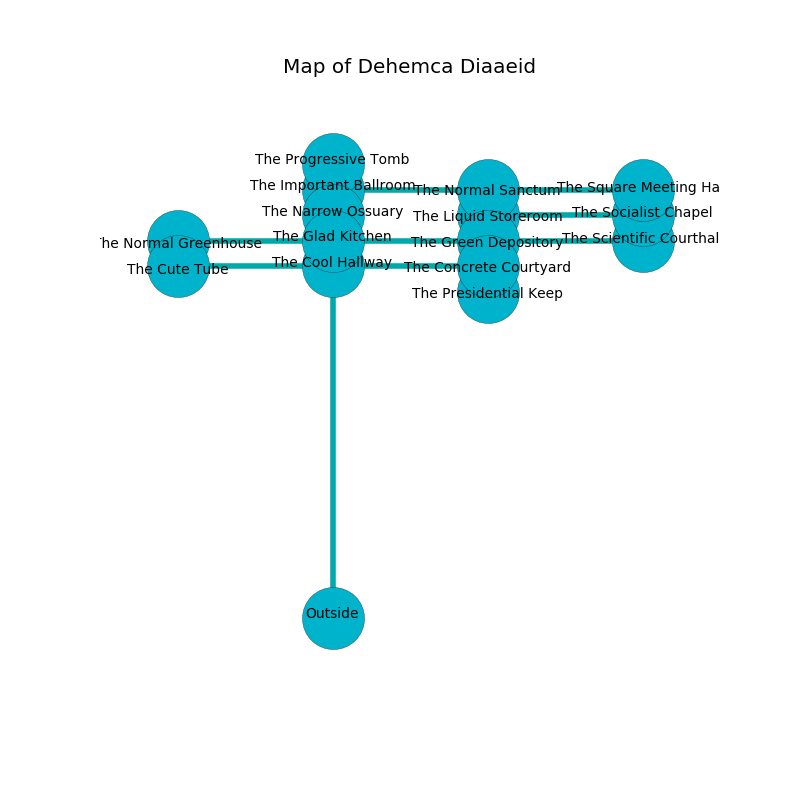 Map of Dehemca Diaaeid
The Progressive Tomb
The Important Ballroom
The Normal Sanctum
The Square Meeting Ha
The Narrow Ossuary
The Liquid Storeroom
The Socialist Chapel
The Glad Kitchen
he Normal Greenhouse
The Green Depository
The Scientific Courthal
The Cool Hallway
The Cute Tube
The Concrete Courtyard
The Presidential Keep
Outside